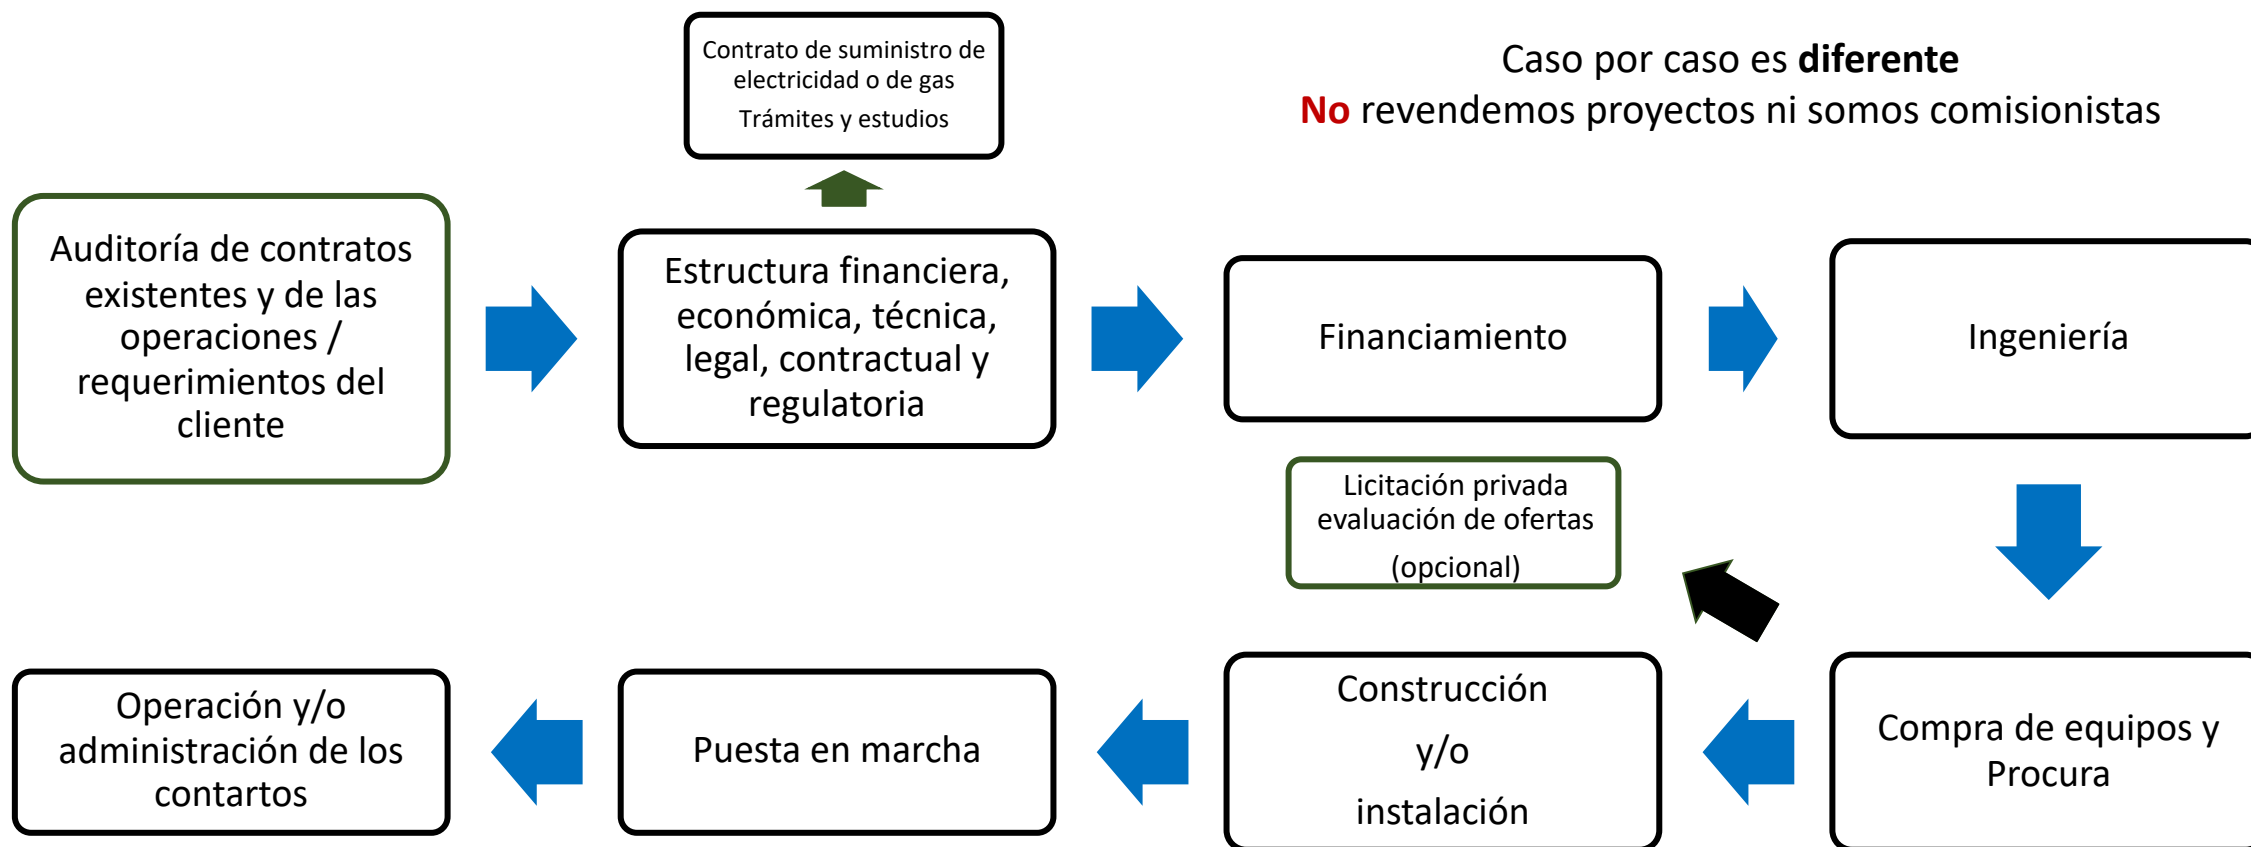 Contrato de suministro de
electricidad o de gas
Trámites y estudios
Caso por caso es diferente
No revendemos proyectos ni somos comisionistas
Auditoría de contratos
existentes y de las
operaciones /
requerimientos del
cliente
Estructura financiera,
económica, técnica,
legal, contractual y
regulatoria
Financiamiento
Ingeniería
Licitación privada
evaluación de ofertas
(opcional)
Compra de equipos y
Procura
Construcción
y/o
instalación
Puesta en marcha
Operación y/o
administración de los
contartos